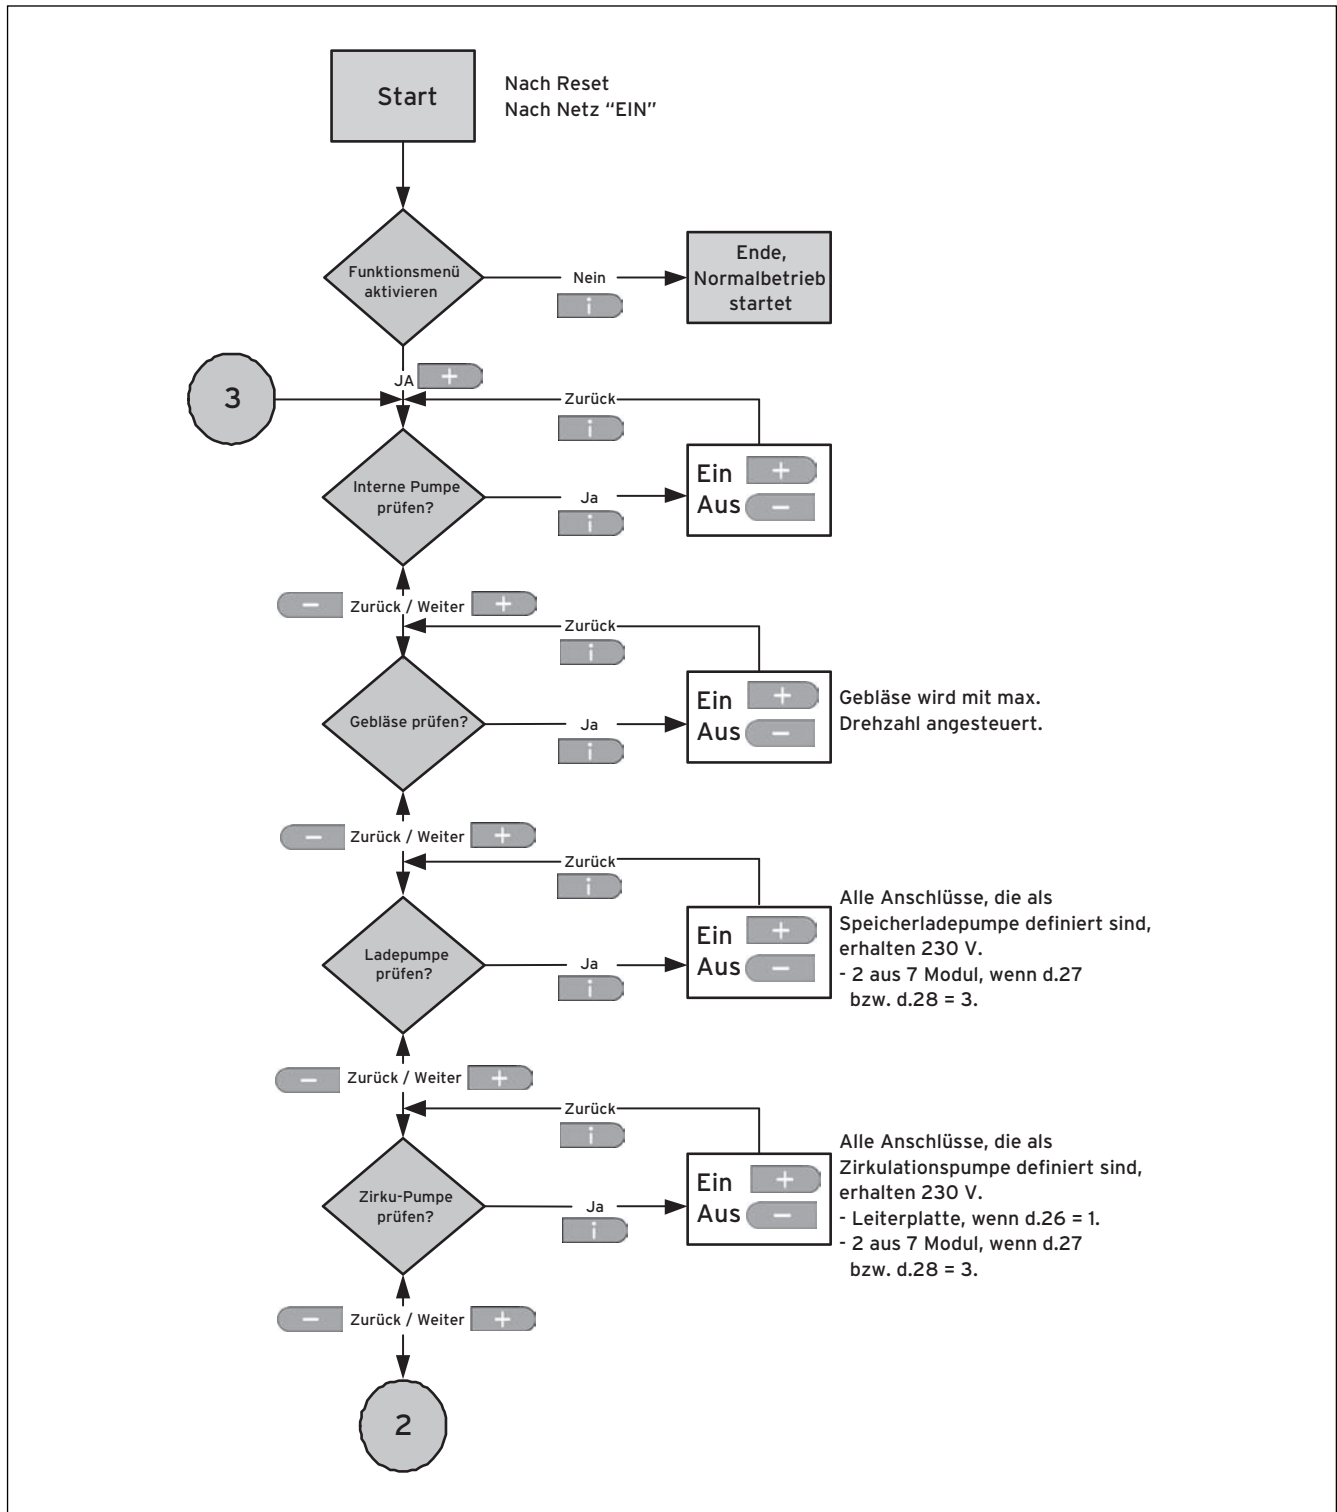 Start
Nach Reset
Nach Netz “EIN”
Funktionsmenü
aktivieren
Nein
i
Ende,
Normalbetrieb
startet
JA +
3
Zurück
i
Interne Pumpe
prüfen?
Ja
i
Ein +
Aus −
− Zurück / Weiter +
Zurück
i
Gebläse prüfen?
Ja
i
Ein +
Aus −
Gebläse wird mit max.
Drehzahl angesteuert.
− Zurück / Weiter +
Zurück
i
Ladepumpe
prüfen?
Ja
i
Ein +
Aus −
Alle Anschlüsse, die als
Speicherladepumpe definiert sind,
erhalten 230 V.
- 2 aus 7 Modul, wenn d.27
bzw. d.28 = 3.
− Zurück / Weiter +
Zurück
i
Zirku-Pumpe
prüfen?
Ja
i
Ein +
Aus −
Alle Anschlüsse, die als
Zirkulationspumpe definiert sind,
erhalten 230 V.
- Leiterplatte, wenn d.26 = 1.
- 2 aus 7 Modul, wenn d.27
bzw. d.28 = 3.
− Zurück / Weiter +
2